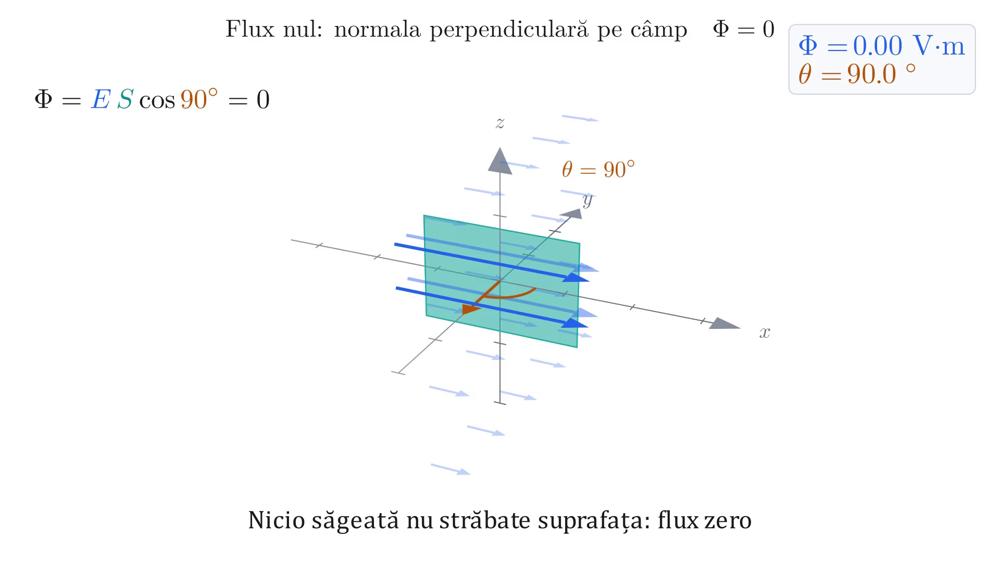 Flux nul: normala perpendiculară pe câmp Φ = 0
Φ = 0.00 V·m
θ = 90.0 °
Φ = E S cos 90° = 0
z
θ = 90°
y
x
Nicio săgeată nu străbate suprafața: flux zero